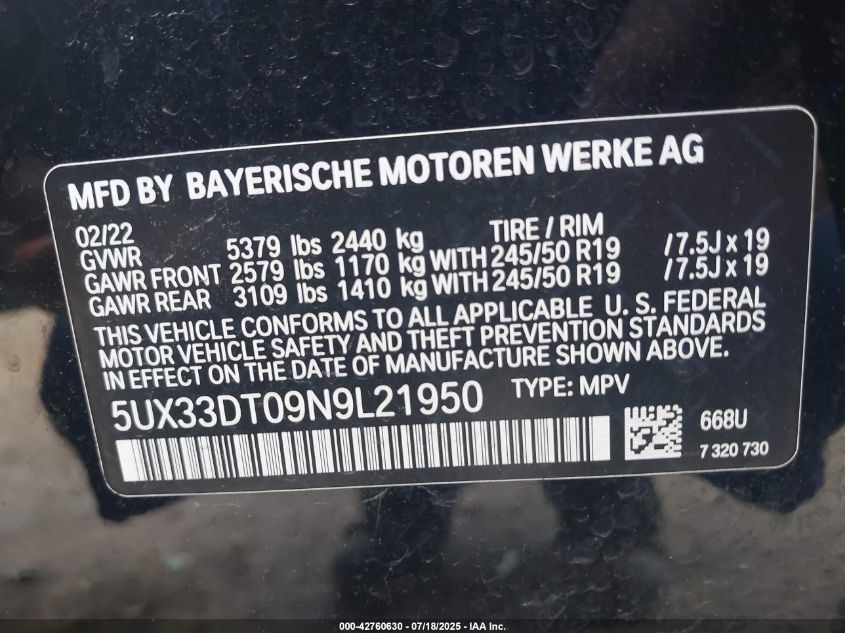 MFD BY BAYERISCHE MOTOREN WERKE AG
02/22 TIRE / RIM
GVWR 5379 lbs 2440 kg
GAWR FRONT 2579 lbs 1170 kg WITH 245/50 R19 /7.5J x 19
GAWR REAR 3109 lbs 1410 kg WITH 245/50 R19 /7.5J x 19
THIS VEHICLE CONFORMS TO ALL APPLICABLE U. S. FEDERAL
MOTOR VEHICLE SAFETY AND THEFT PREVENTION STANDARDS
IN EFFECT ON THE DATE OF MANUFACTURE SHOWN ABOVE.
5UX33DT09N9L21950 TYPE: MPV
668U
7 320 730
000-42760630 - 07/18/2025 - IAA Inc.